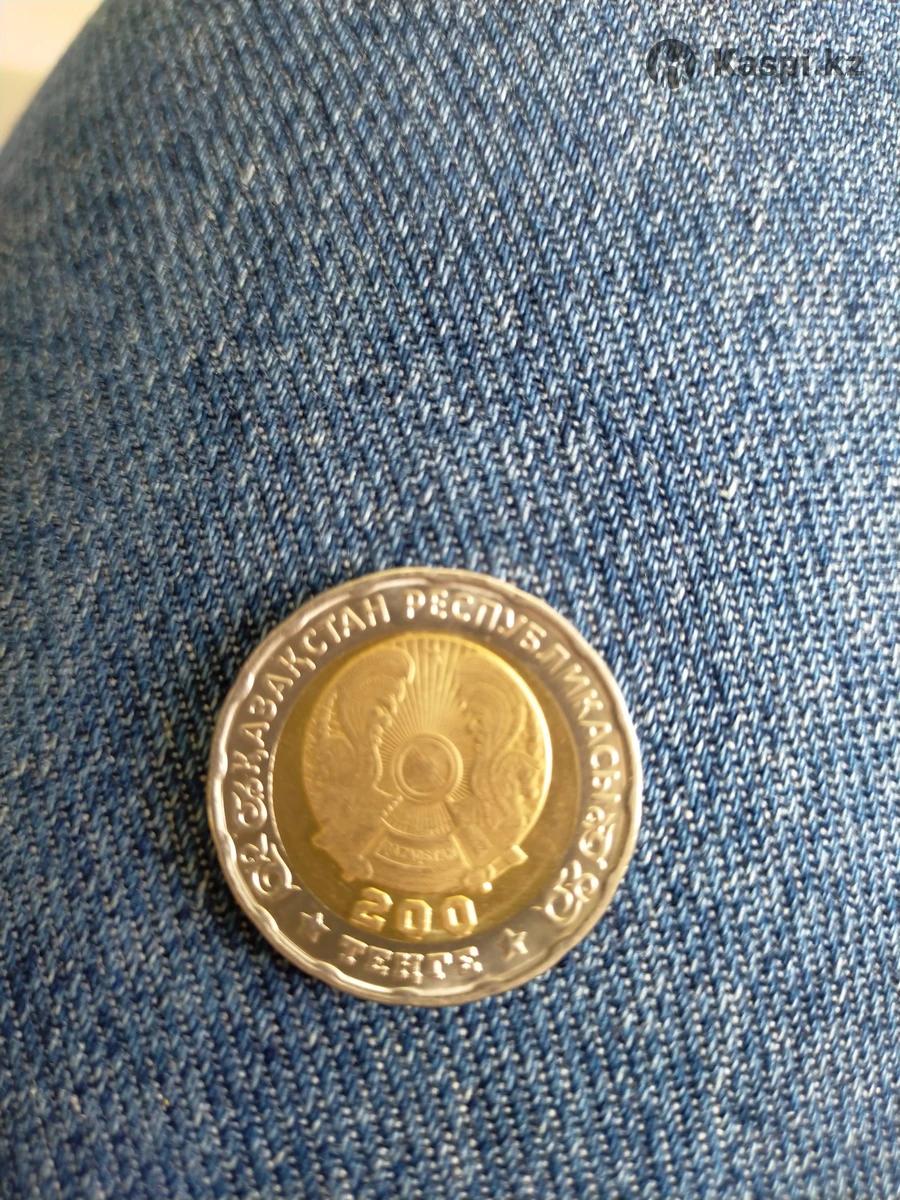 Kaspi.kz
ҚАЗАҚСТАН РЕСПУБЛИКАСЫ
200
ТЕҢГЕ